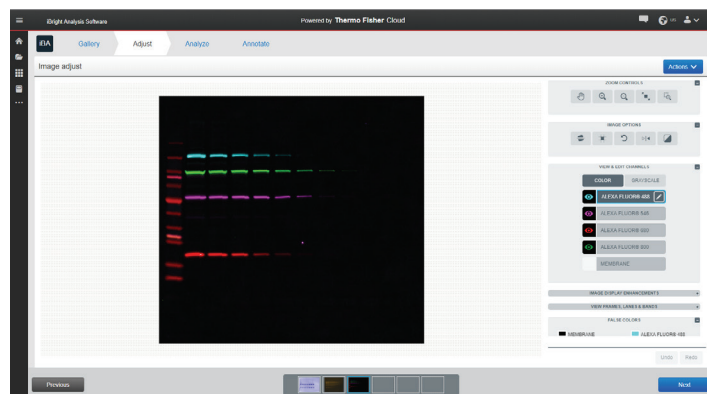 iBright Analysis Software
Powered by Thermo Fisher Cloud
iBA
Gallery
Adjust
Analyze
Annotate
Image adjust
Actions
ZOOM CONTROLS
IMAGE OPTIONS
VIEW & EDIT CHANNELS
COLOR
GRAYSCALE
ALEXA FLUOR® 488
ALEXA FLUOR® 546
ALEXA FLUOR® 680
ALEXA FLUOR® 800
MEMBRANE
IMAGE DISPLAY ENHANCEMENTS
VIEW FRAMES, LANES & BANDS
FALSE COLORS
MEMBRANE
ALEXA FLUOR® 488
Undo
Redo
Previous
Next